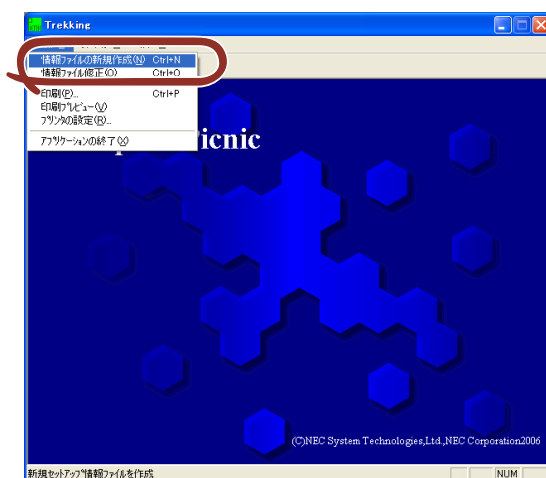 Trekking
情報ファイルの新規作成(N) Ctrl+N
情報ファイル修正(O) Ctrl+O
印刷(P)... Ctrl+P
印刷プレビュー(V)
プリンタの設定(R)...
アプリケーションの終了(X)
icnic
(C)NEC System Technologies,Ltd.,NEC Corporation2006
新規セットアップ情報ファイルを作成
NUM